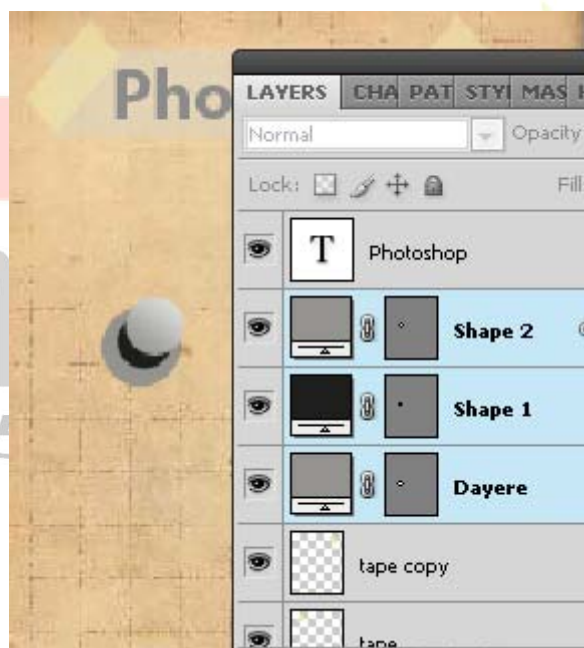 Pho
LAYERS CHA PAT STYI MAS
Normal Opacity
Lock: Fill
T Photoshop
Shape 2
Shape 1
Dayere
tape copy
tape